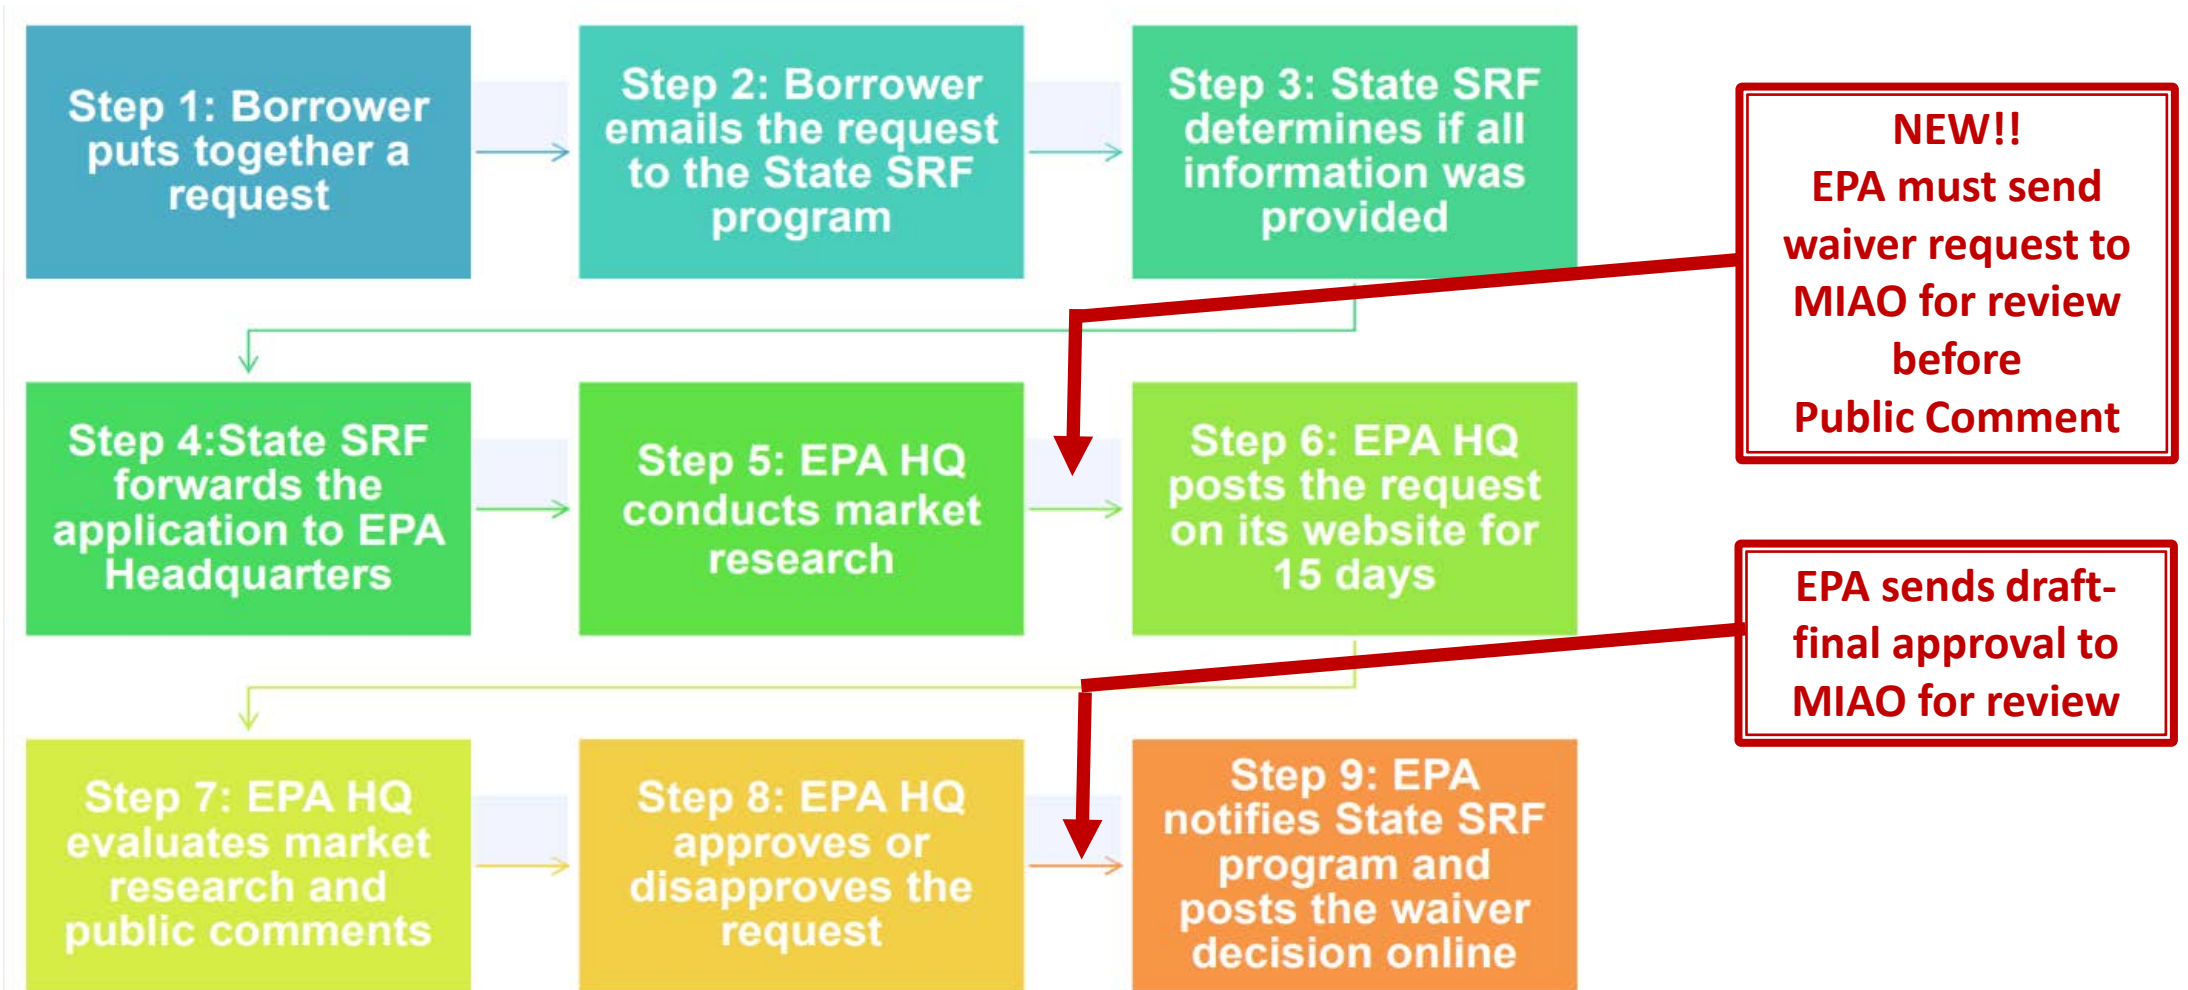 Step 1: Borrower
puts together a
request
Step 2: Borrower
emails the request
to the State SRF
program
Step 3: State SRF
determines if all
information was
provided
NEW!!
EPA must send
waiver request to
MIAO for review
before
Public Comment
Step 4:State SRF
forwards the
application to EPA
Headquarters
Step 5: EPA HQ
conducts market
research
Step 6: EPA HQ
posts the request
on its website for
15 days
EPA sends draft-
final approval to
MIAO for review
Step 7: EPA HQ
evaluates market
research and
public comments
Step 8: EPA HQ
approves or
disapproves the
request
Step 9: EPA
notifies State SRF
program and
posts the waiver
decision online